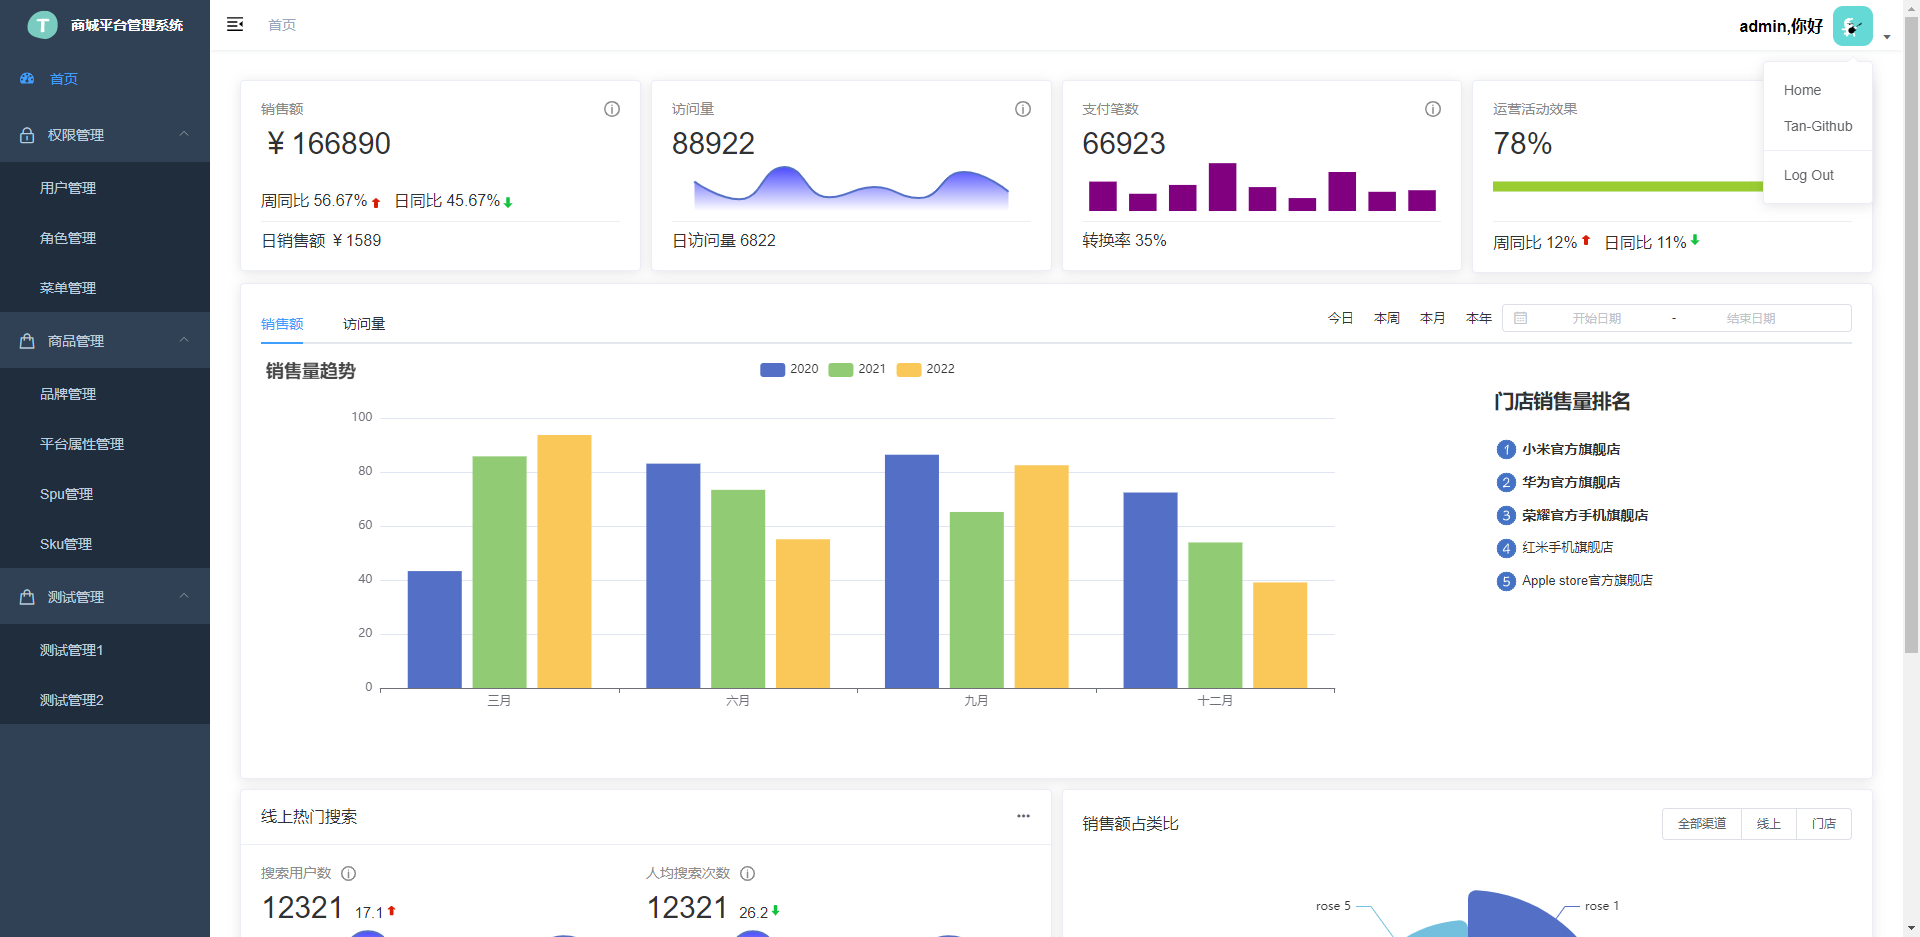 T 商城平台管理系统
首页
权限管理
用户管理
角色管理
菜单管理
商品管理
品牌管理
平台属性管理
Spu管理
Sku管理
测试管理
测试管理1
测试管理2
首页
admin,你好
Home
Tan-Github
Log Out
销售额
￥166890
周同比 56.67% 日同比 45.67%
日销售额 ￥1589
访问量
88922
日访问量 6822
支付笔数
66923
转换率 35%
运营活动效果
78%
周同比 12% 日同比 11%
销售额 访问量
今日 本周 本月 本年 开始日期 - 结束日期
销售量趋势
2020 2021 2022
100
80
60
40
20
0
三月 六月 九月 十二月
门店销售量排名
1 小米官方旗舰店
2 华为官方旗舰店
3 荣耀官方手机旗舰店
4 红米手机旗舰店
5 Apple store官方旗舰店
线上热门搜索
搜索用户数
12321 17.1
人均搜索次数
12321 26.2
销售额占类比
全部渠道 线上 门店
rose 5 rose 1